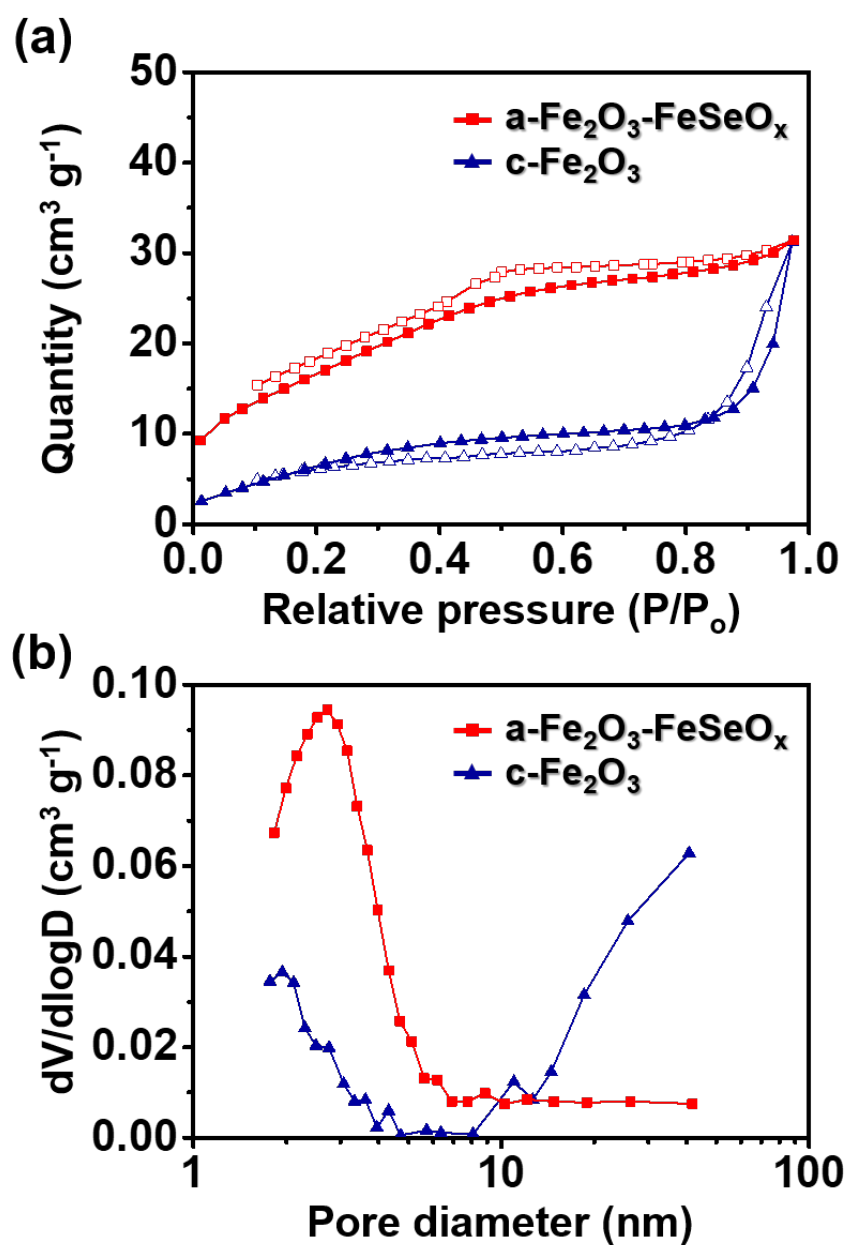 (a)
50
40
30
20
10
0
Quantity (cm³ g⁻¹)
a-Fe₂O₃-FeSeOₓ
c-Fe₂O₃
0.0 0.2 0.4 0.6 0.8 1.0
Relative pressure (P/Pₒ)
(b)
0.10
0.08
0.06
0.04
0.02
0.00
dV/dlogD (cm³ g⁻¹)
a-Fe₂O₃-FeSeOₓ
c-Fe₂O₃
1 10 100
Pore diameter (nm)